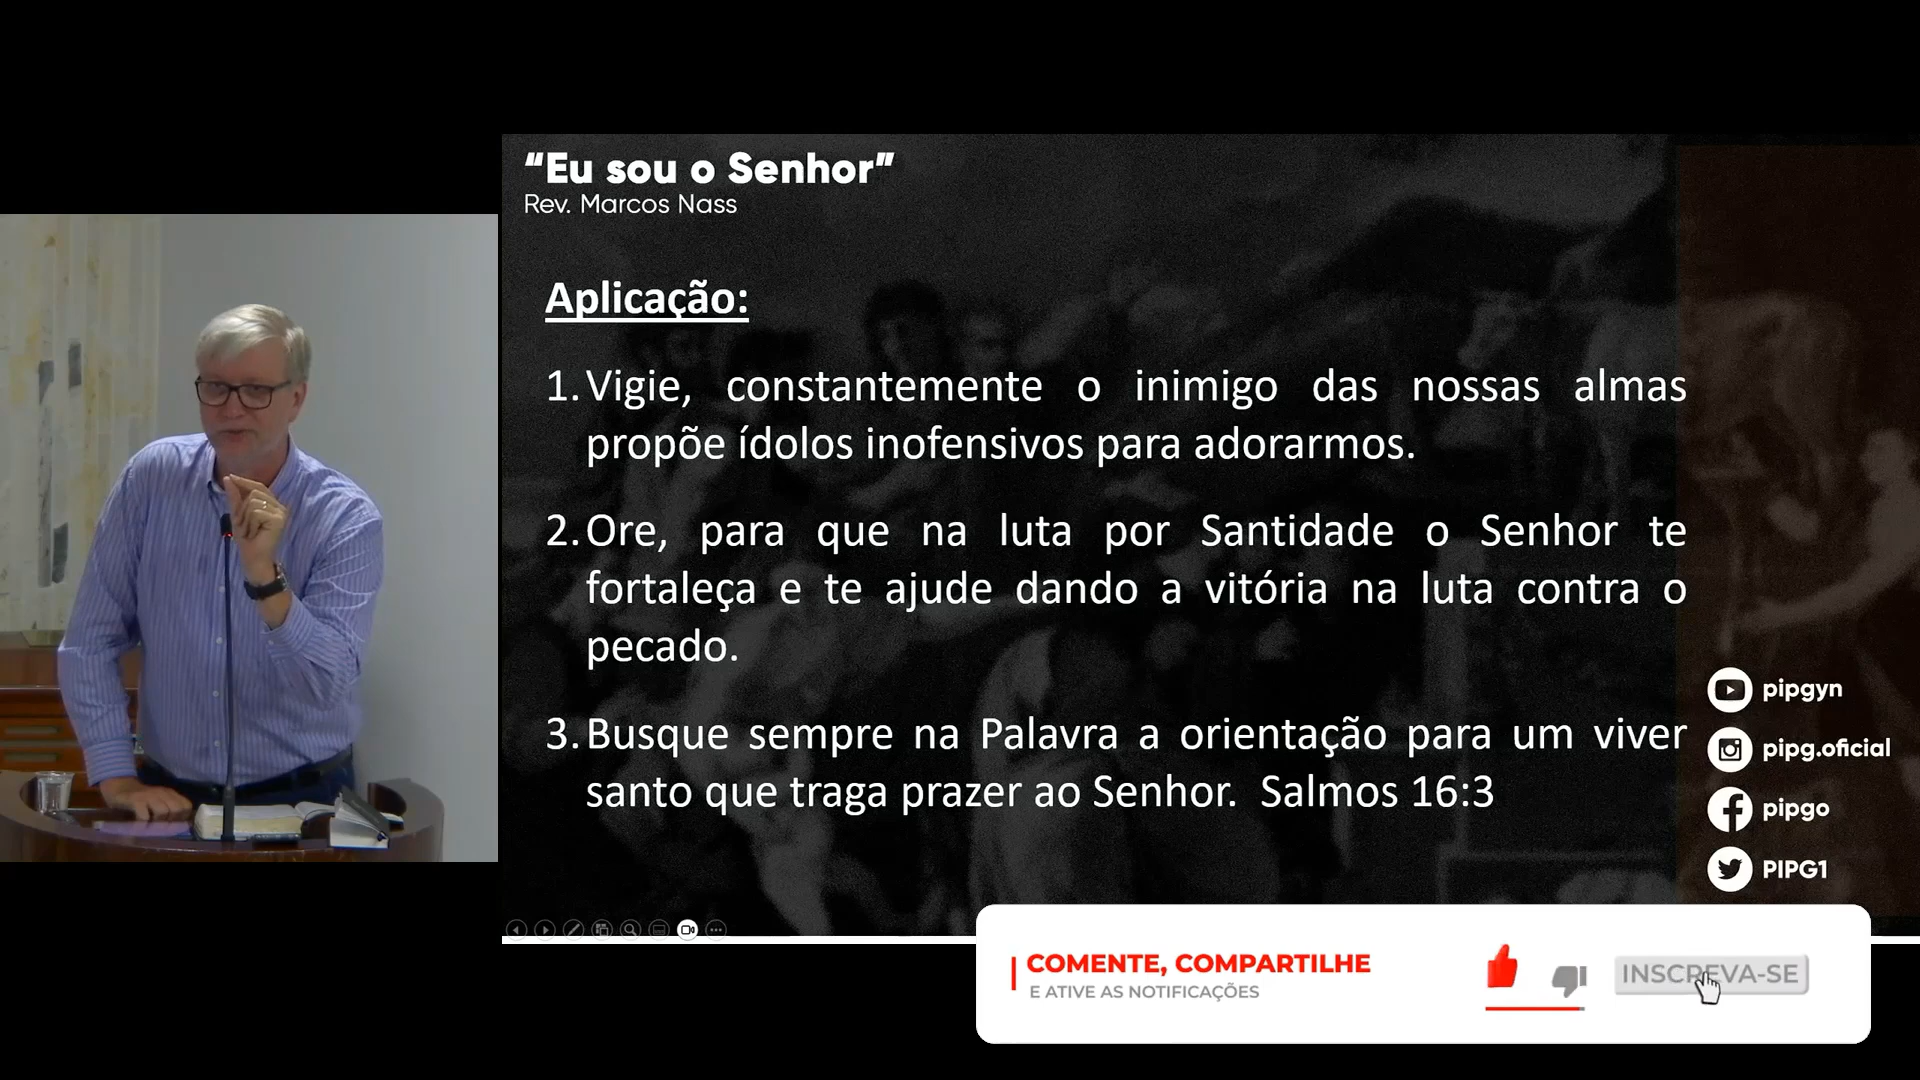 “Eu sou o Senhor”
Rev. Marcos Nass
Aplicação:
1. Vigie, constantemente o inimigo das nossas almas
propõe ídolos inofensivos para adorarmos.
2. Ore, para que na luta por Santidade o Senhor te
fortaleça e te ajude dando a vitória na luta contra o
pecado.
3. Busque sempre na Palavra a orientação para um viver
santo que traga prazer ao Senhor. Salmos 16:3
pipgyn
pipg.oficial
pipgo
PIPG1
COMENTE, COMPARTILHE
E ATIVE AS NOTIFICAÇÕES
INSCREVA-SE